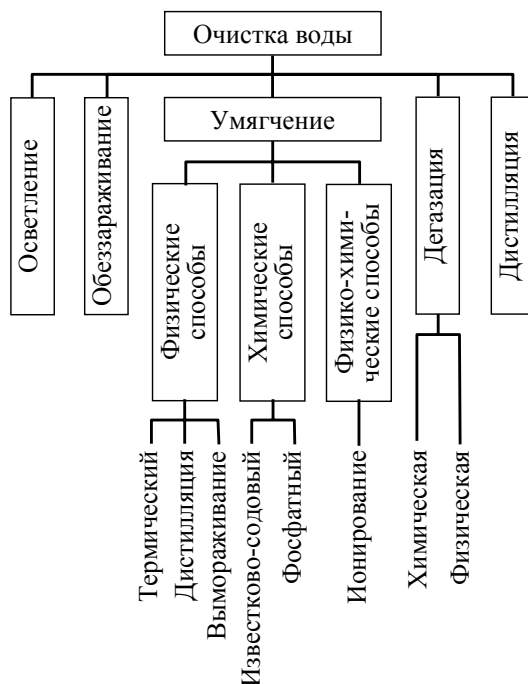 Очистка воды
Осветление
Обеззараживание
Умягчение
Дегазация
Дистилляция
Физические
способы
Химические
способы
Физико-хими-
ческие способы
Термический
Дистилляция
Вымораживание
Известково-содовый
Фосфатный
Ионирование
Химическая
Физическая